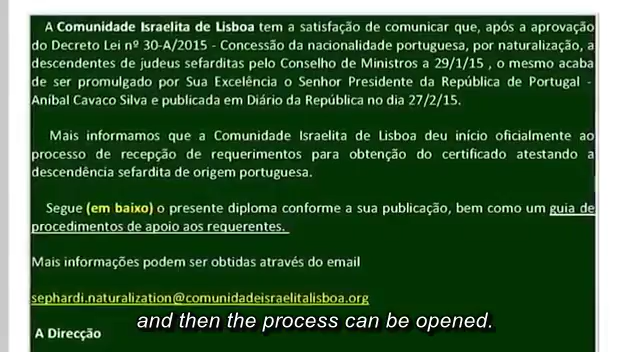 A Comunidade Israelita de Lisboa tem a satisfação de comunicar que, após a aprovação
do Decreto Lei nº 30-A/2015 - Concessão da nacionalidade portuguesa, por naturalização, a
descendentes de judeus sefarditas pelo Conselho de Ministros a 29/1/15 , o mesmo acaba
de ser promulgado por Sua Excelência o Senhor Presidente da República de Portugal -
Aníbal Cavaco Silva e publicada em Diário da República no dia 27/2/15.
Mais informamos que a Comunidade Israelita de Lisboa deu início oficialmente ao
processo de recepção de requerimentos para obtenção do certificado atestando a
descendência sefardita de origem portuguesa.
Segue (em baixo) o presente diploma conforme a sua publicação, bem como um guia de
procedimentos de apoio aos requerentes.
Mais informações podem ser obtidas através do email
sephardi.naturalization@comunidadeisraelitalisboa.org
and then the process can be opened.
A Direcção